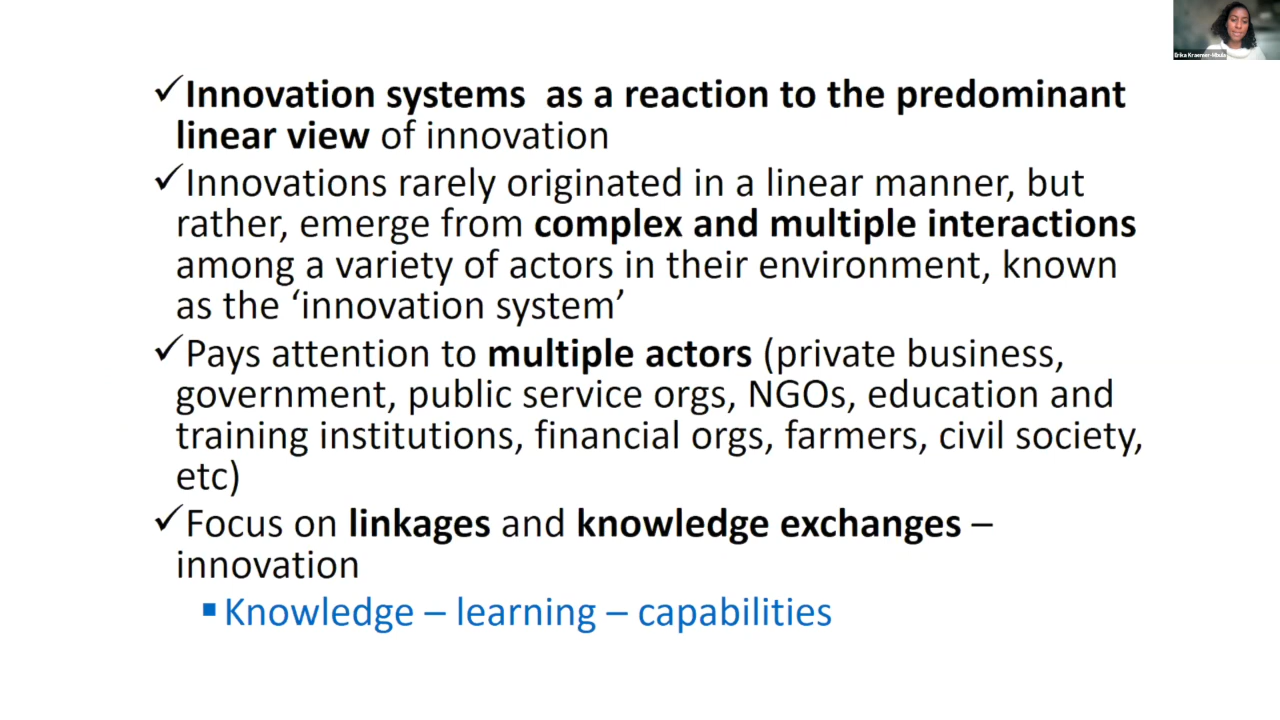 ✓Innovation systems as a reaction to the predominant
linear view of innovation
✓Innovations rarely originated in a linear manner, but
rather, emerge from complex and multiple interactions
among a variety of actors in their environment, known
as the ‘innovation system’
✓Pays attention to multiple actors (private business,
government, public service orgs, NGOs, education and
training institutions, financial orgs, farmers, civil society,
etc)
✓Focus on linkages and knowledge exchanges –
innovation
▪Knowledge – learning – capabilities
Erika Kraemer-Mbula